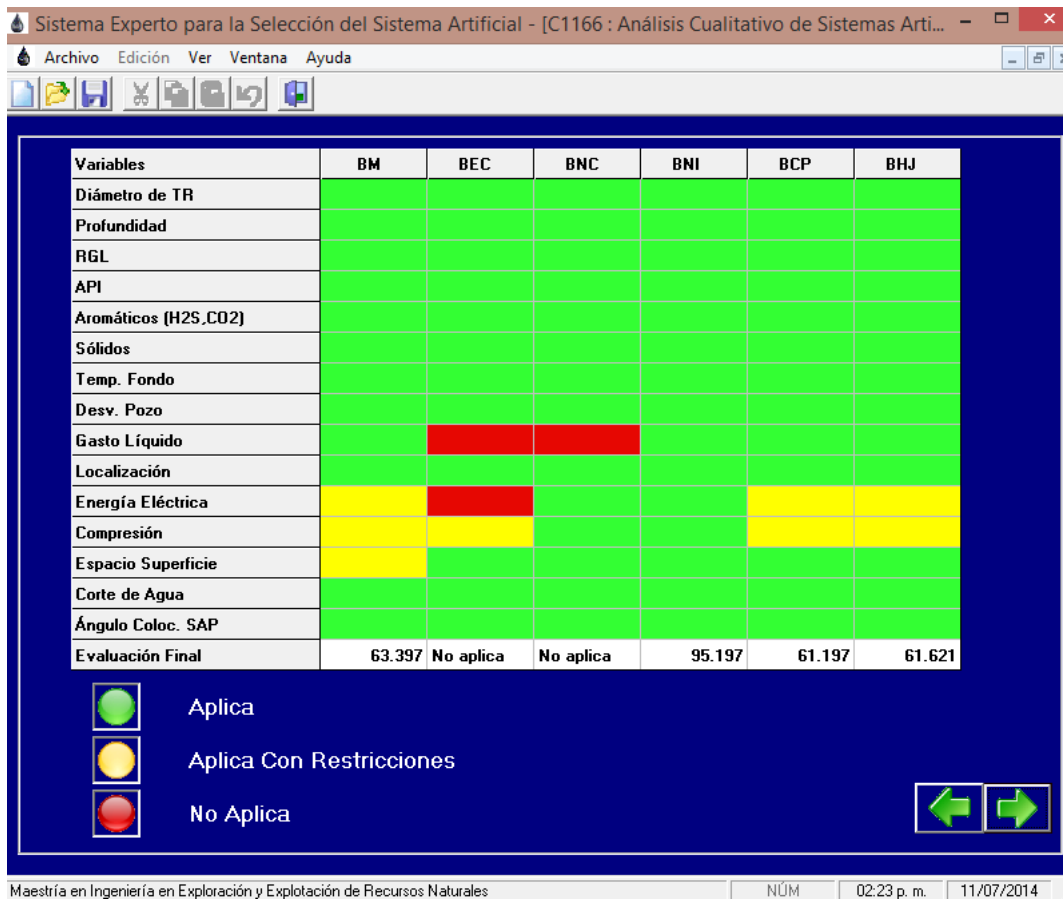 Sistema Experto para la Selección del Sistema Artificial - [C1166 : Análisis Cualitativo de Sistemas Arti...
Archivo Edición Ver Ventana Ayuda
Variables BM BEC BNC BNI BCP BHJ
Diámetro de TR
Profundidad
RGL
API
Aromáticos (H2S,CO2)
Sólidos
Temp. Fondo
Desv. Pozo
Gasto Líquido
Localización
Energía Eléctrica
Compresión
Espacio Superficie
Corte de Agua
Ángulo Coloc. SAP
Evaluación Final 63.397 No aplica No aplica 95.197 61.197 61.621
Aplica
Aplica Con Restricciones
No Aplica
Maestría en Ingeniería en Exploración y Explotación de Recursos Naturales NÚM 02:23 p. m. 11/07/2014